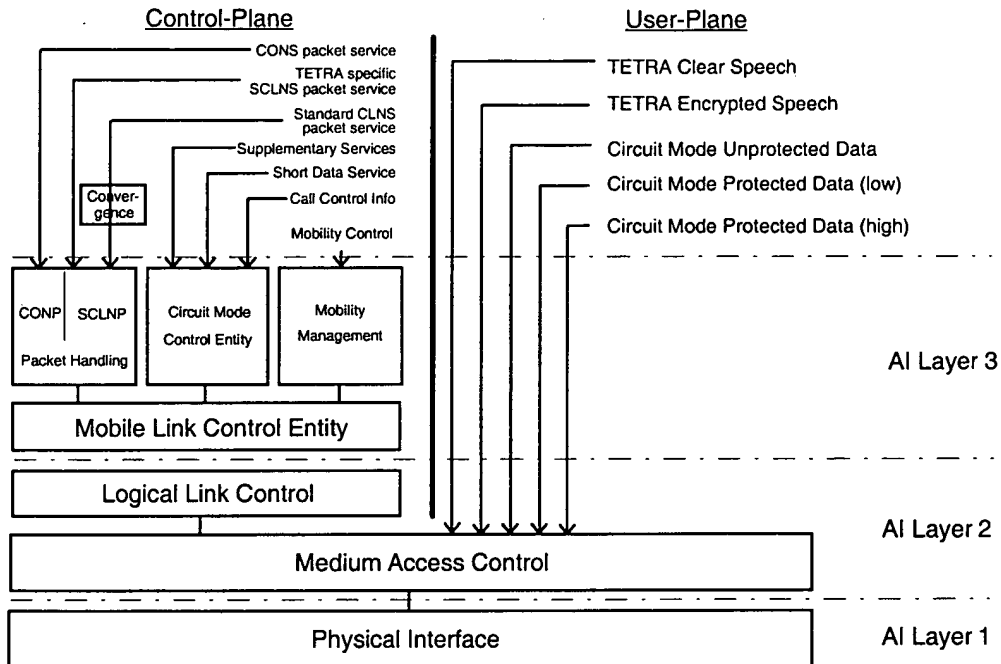 Control-Plane
User-Plane
CONS packet service
TETRA specific
SCLNS packet service
Standard CLNS
packet service
Supplementary Services
Short Data Service
Call Control Info
Mobility Control
Conver-
gence
TETRA Clear Speech
TETRA Encrypted Speech
Circuit Mode Unprotected Data
Circuit Mode Protected Data (low)
Circuit Mode Protected Data (high)
CONP
SCLNP
Packet Handling
Circuit Mode
Control Entity
Mobility
Management
AI Layer 3
Mobile Link Control Entity
Logical Link Control
AI Layer 2
Medium Access Control
Physical Interface
AI Layer 1